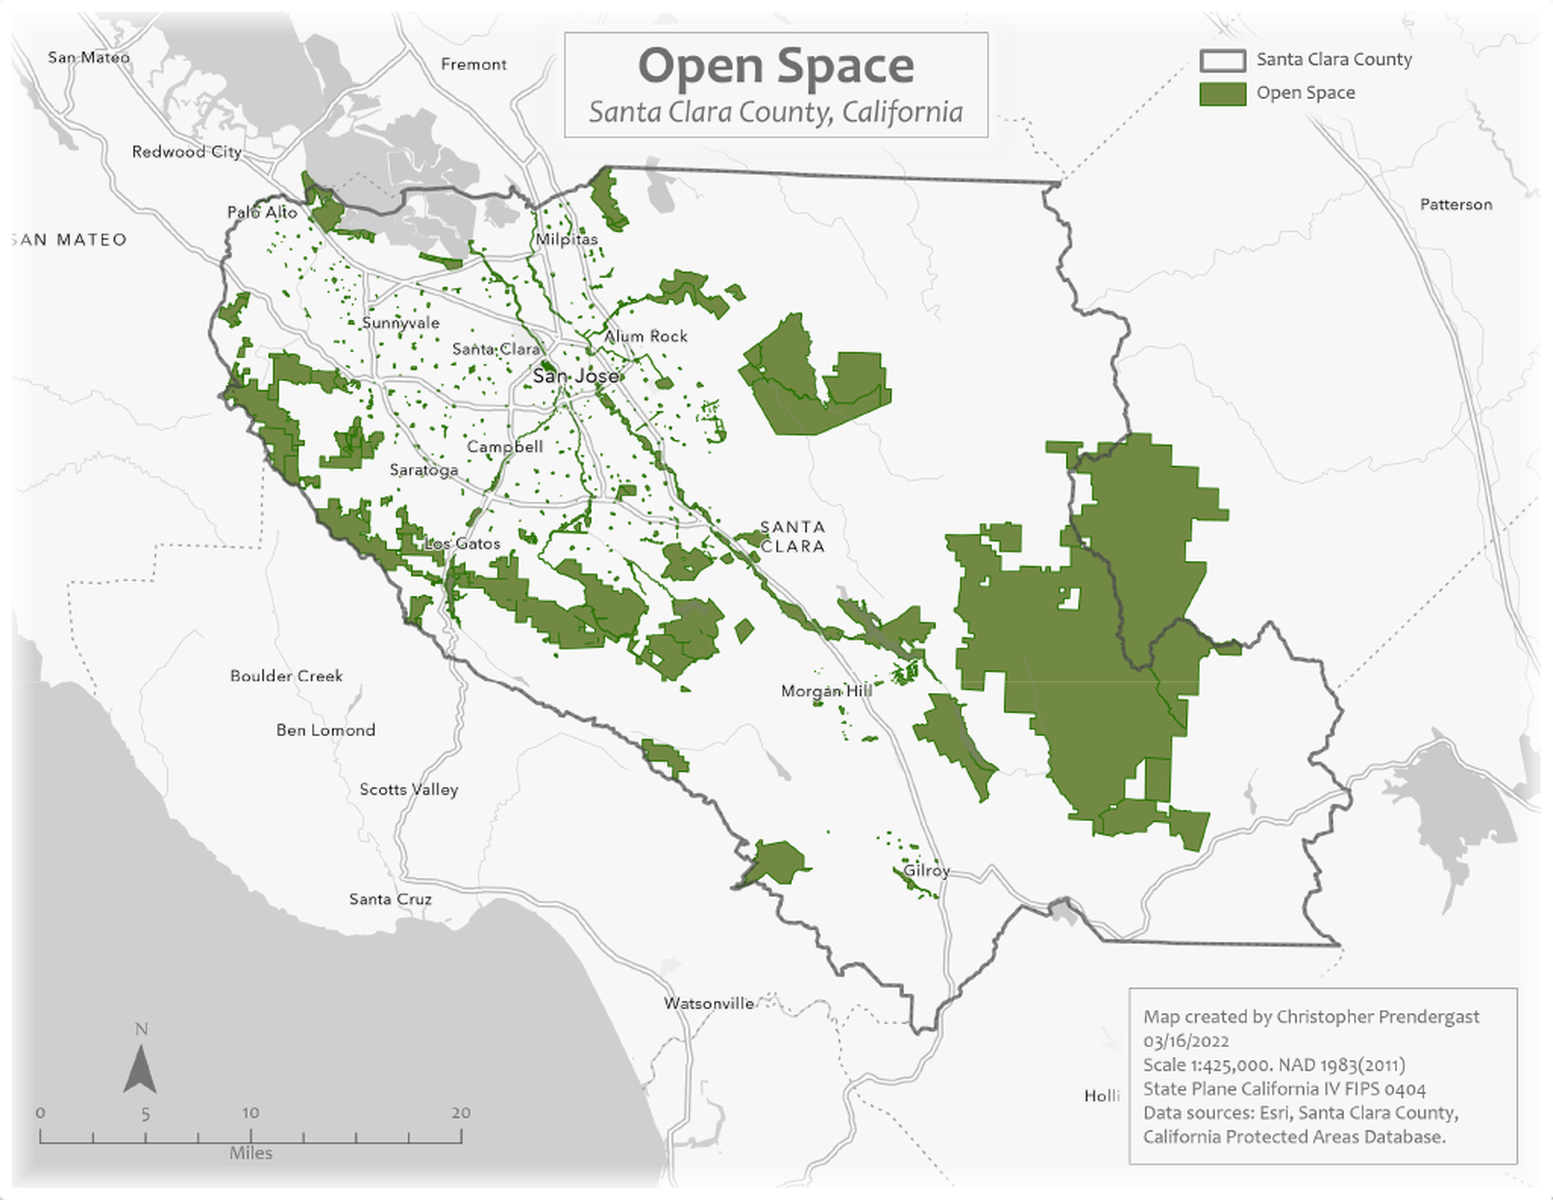 Open Space
Santa Clara County, California
Santa Clara County
Open Space
San Mateo
Fremont
Redwood City
Palo Alto
Patterson
SAN MATEO
Milpitas
Sunnyvale
Alum Rock
Santa Clara
San Jose
Campbell
Saratoga
SANTA
CLARA
Los Gatos
Boulder Creek
Morgan Hill
Ben Lomond
Scotts Valley
Gilroy
Santa Cruz
Watsonville
Holli
N
0 5 10 20
Miles
Map created by Christopher Prendergast
03/16/2022
Scale 1:425,000. NAD 1983(2011)
State Plane California IV FIPS 0404
Data sources: Esri, Santa Clara County,
California Protected Areas Database.